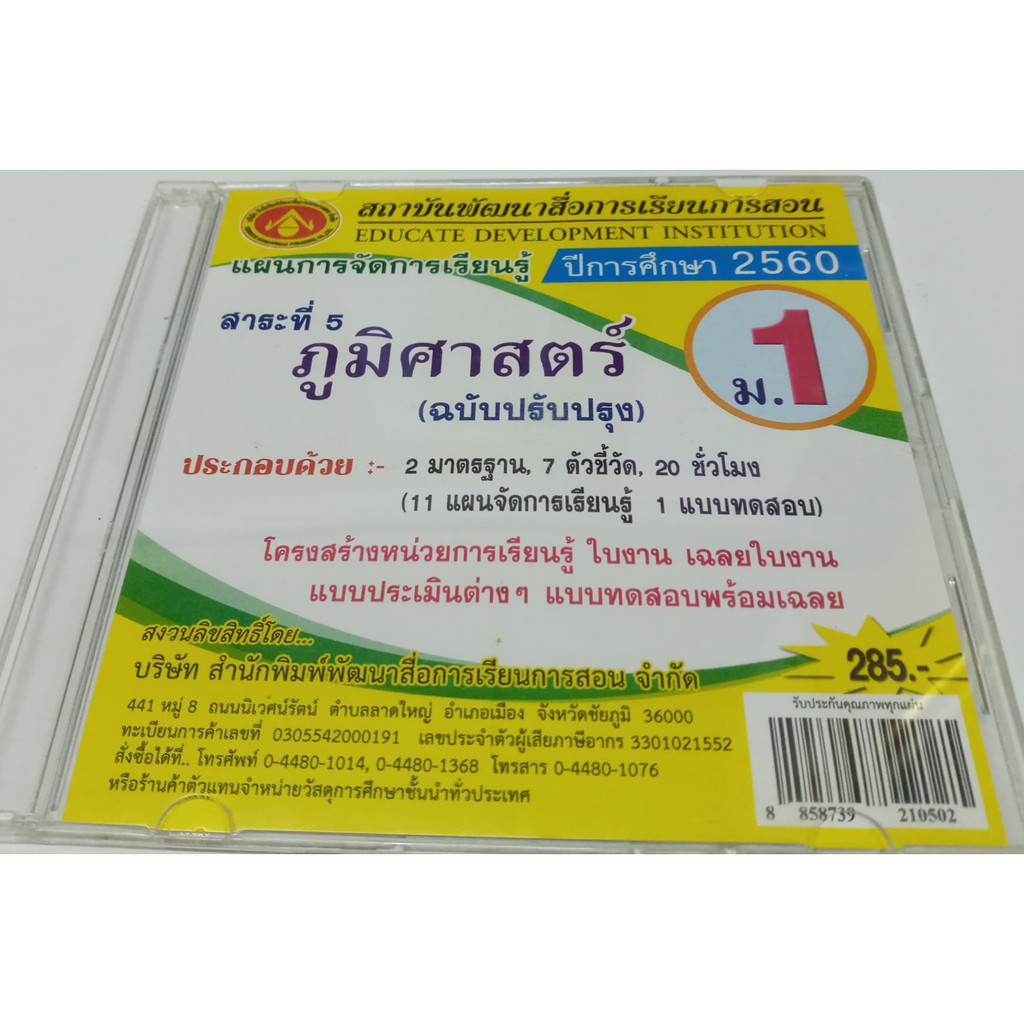 สถาบันพัฒนาสื่อการเรียนการสอน
EDUCATE DEVELOPMENT INSTITUTION
แผนการจัดการเรียนรู้ ปีการศึกษา 2560
สาระที่ 5
ภูมิศาสตร์
(ฉบับปรับปรุง)
ม.1
ประกอบด้วย :- 2 มาตรฐาน, 7 ตัวชี้วัด, 20 ชั่วโมง
(11 แผนจัดการเรียนรู้ 1 แบบทดสอบ)
โครงสร้างหน่วยการเรียนรู้ ใบงาน เฉลยใบงาน
แบบประเมินต่างๆ แบบทดสอบพร้อมเฉลย
สงวนลิขสิทธิ์โดย...
บริษัท สำนักพิมพ์พัฒนาสื่อการเรียนการสอน จำกัด
441 หมู่ 8 ถนนนิเวศน์รัตน์ ตำบลลาดใหญ่ อำเภอเมือง จังหวัดชัยภูมิ 36000
ทะเบียนการค้าเลขที่ 0305542000191 เลขประจำตัวผู้เสียภาษีอากร 3301021552
สั่งซื้อได้ที่.. โทรศัพท์ 0-4480-1014, 0-4480-1368 โทรสาร 0-4480-1076
หรือร้านค้าตัวแทนจำหน่ายวัสดุการศึกษาชั้นนำทั่วประเทศ
285.-
รับประกันคุณภาพทุกแผ่น
8 858739 210502